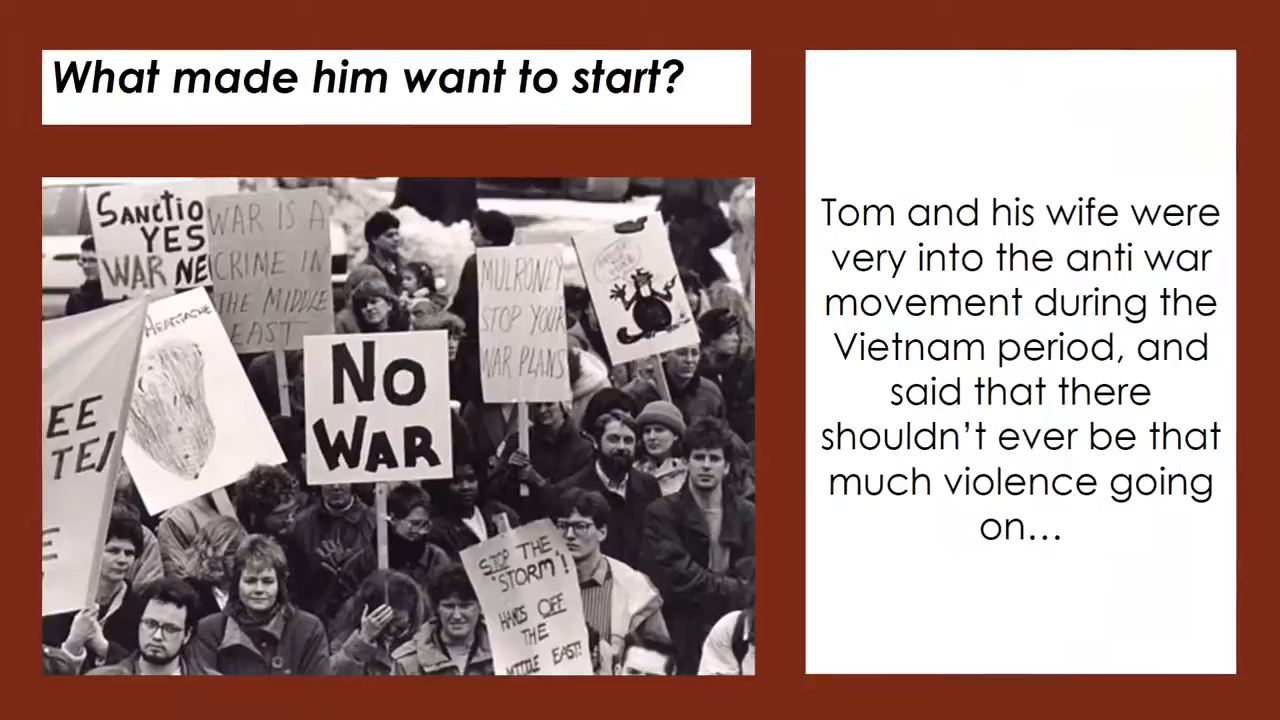 What made him want to start?
SANCTIO
YES
WAR NE
WAR IS A
CRIME IN
THE MIDDLE
EAST
HEARTACHE
MULRONEY
STOP YOUR
WAR PLANS
NO
WAR
EE
TE/
E
STOP THE
"STORM"!
HANDS OFF
THE
MIDDLE EAST!
Tom and his wife were
very into the anti war
movement during the
Vietnam period, and
said that there
shouldn’t ever be that
much violence going
on…